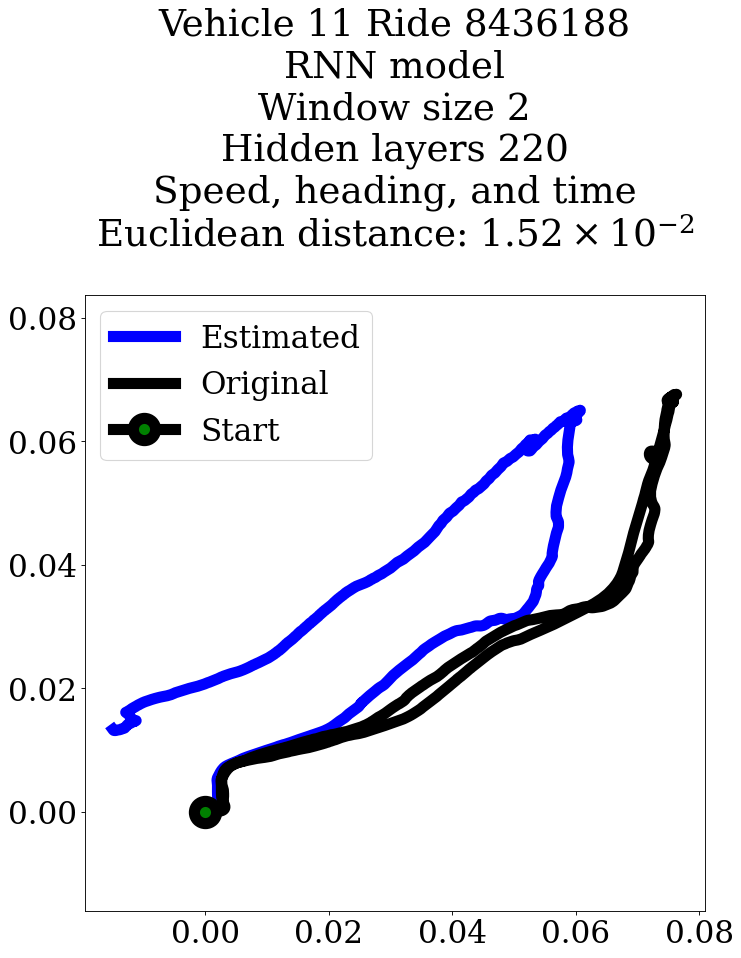 Vehicle 11 Ride 8436188
RNN model
Window size 2
Hidden layers 220
Speed, heading, and time
Euclidean distance: 1.52 × 10⁻²
0.08
Estimated
Original
Start
0.06
0.04
0.02
0.00
0.00 0.02 0.04 0.06 0.08